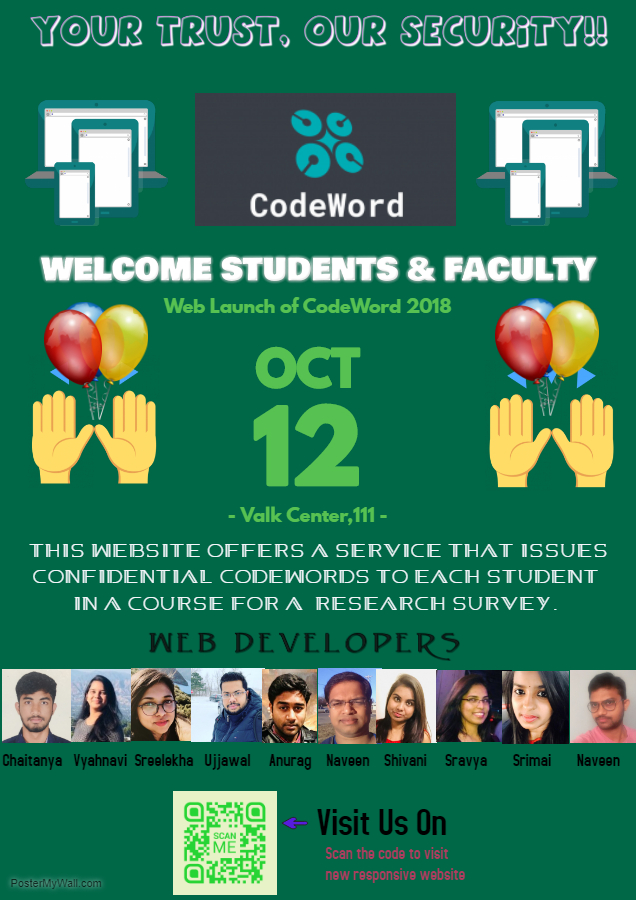 YOUR TRUST, OUR SECURITY!!
CodeWord
WELCOME STUDENTS & FACULTY
Web Launch of CodeWord 2018
OCT
12
- Valk Center,111 -
THIS WEBSITE OFFERS A SERVICE THAT ISSUES
CONFIDENTIAL CODEWORDS TO EACH STUDENT
IN A COURSE FOR A RESEARCH SURVEY.
WEB DEVELOPERS
Chaitanya Vyahnavi Sreelekha Ujjawal Anurag Naveen Shivani Sravya Srimai Naveen
SCAN
ME
Visit Us On
Scan the code to visit
new responsive website
PosterMyWall.com